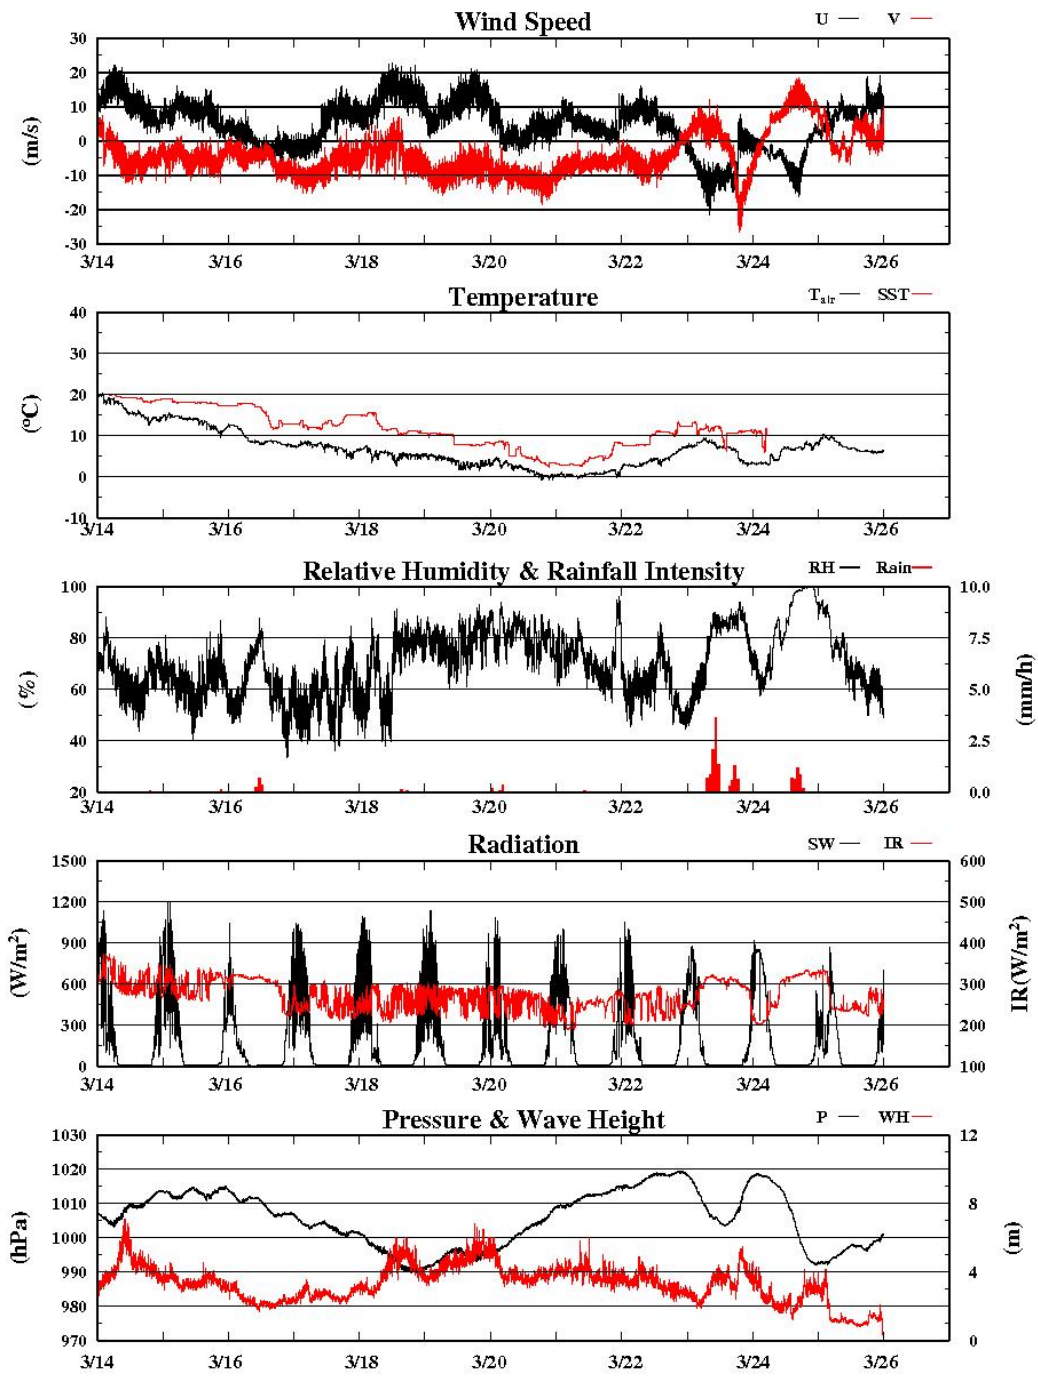 Wind Speed U V
30
20
10
0
-10
-20
-30
(m/s)
3/14 3/16 3/18 3/20 3/22 3/24 3/26
Temperature Tair SST
40
30
20
10
0
-10
(°C)
3/14 3/16 3/18 3/20 3/22 3/24 3/26
Relative Humidity & Rainfall Intensity RH Rain
100 10.0
80 7.5
60 5.0
40 2.5
20 0.0
(%) (mm/h)
3/14 3/16 3/18 3/20 3/22 3/24 3/26
Radiation SW IR
1500 600
1200 500
900 400
600 300
300 200
0 100
(W/m²) IR(W/m²)
3/14 3/16 3/18 3/20 3/22 3/24 3/26
Pressure & Wave Height P WH
1030 12
1020
1010 8
1000
990 4
980
970 0
(hPa) (m)
3/14 3/16 3/18 3/20 3/22 3/24 3/26